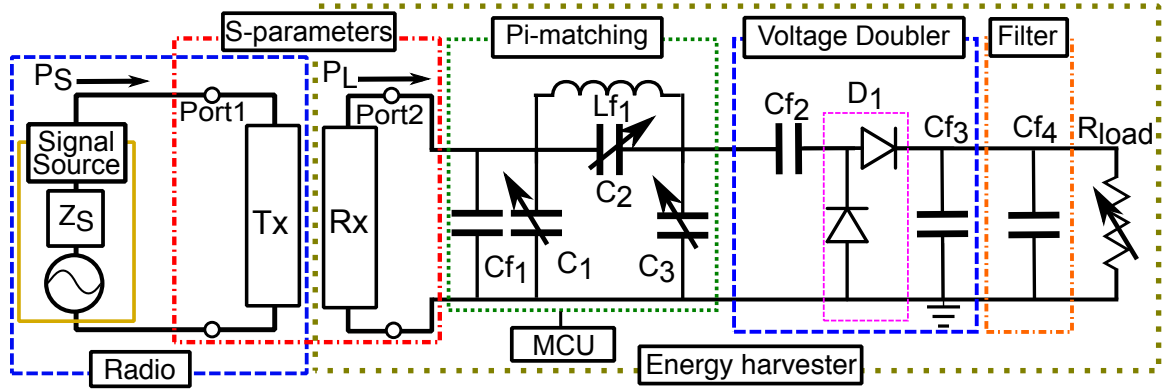 S-parameters
Pi-matching
Voltage Doubler
Filter
PS
PL
Port1
Port2
Signal
Source
ZS
Tx
Rx
Lf1
C2
Cf1
C1
C3
Cf2
D1
Cf3
Cf4
Rload
MCU
Radio
Energy harvester